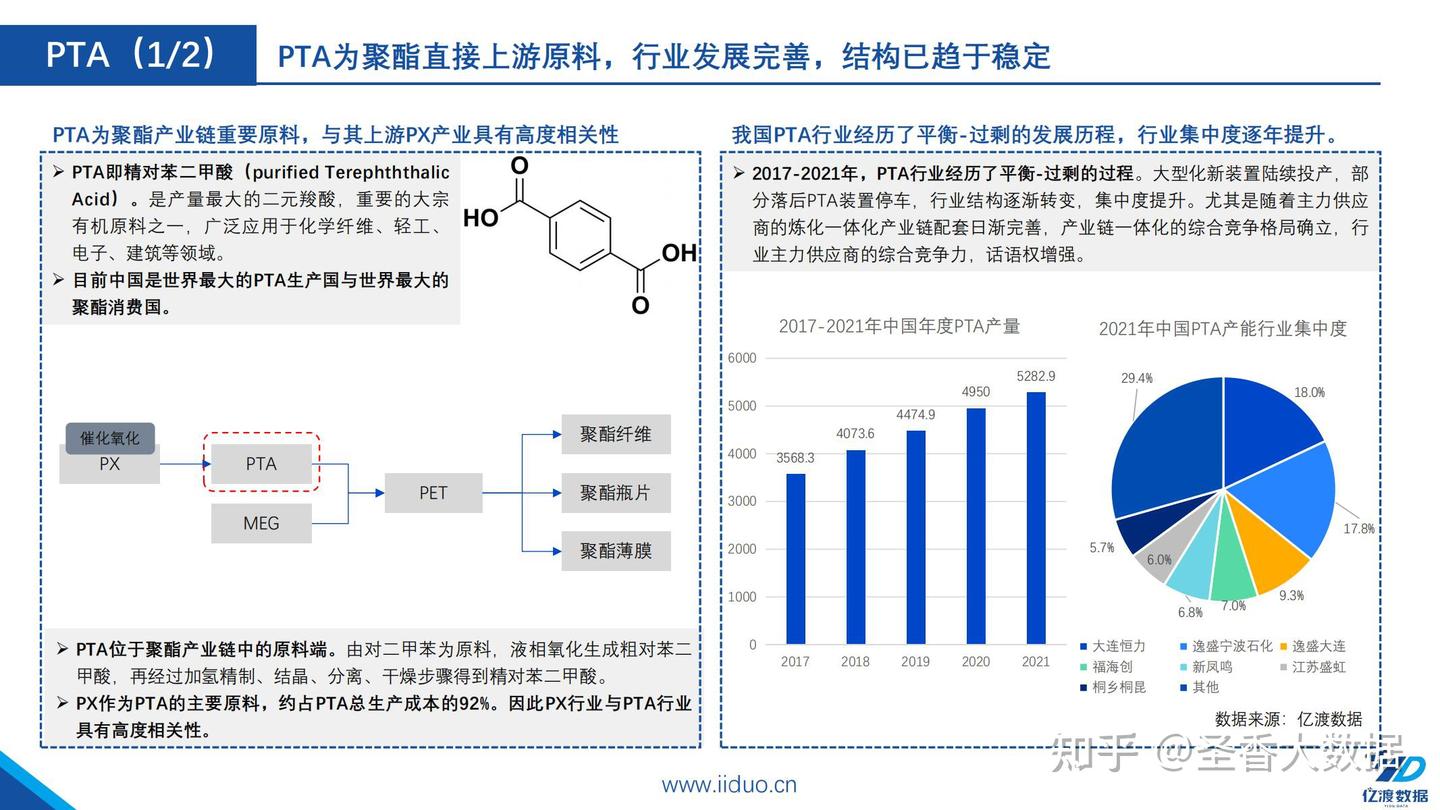 PTA（1/2）
PTA为聚酯直接上游原料，行业发展完善，结构已趋于稳定
PTA为聚酯产业链重要原料，与其上游PX产业具有高度相关性
PTA即精对苯二甲酸（purified Terephththalic
Acid）。是产量最大的二元羧酸，重要的大宗
有机原料之一，广泛应用于化学纤维、轻工、
电子、建筑等领域。
目前中国是世界最大的PTA生产国与世界最大的
聚酯消费国。
O
HO
OH
O
催化氧化
PX
PTA
MEG
PET
聚酯纤维
聚酯瓶片
聚酯薄膜
PTA位于聚酯产业链中的原料端。由对二甲苯为原料，液相氧化生成粗对苯二
甲酸，再经过加氢精制、结晶、分离、干燥步骤得到精对苯二甲酸。
PX作为PTA的主要原料，约占PTA总生产成本的92%。因此PX行业与PTA行业
具有高度相关性。
我国PTA行业经历了平衡-过剩的发展历程，行业集中度逐年提升。
2017-2021年，PTA行业经历了平衡-过剩的过程。大型化新装置陆续投产，部
分落后PTA装置停车，行业结构逐渐转变，集中度提升。尤其是随着主力供应
商的炼化一体化产业链配套日渐完善，产业链一体化的综合竞争格局确立，行
业主力供应商的综合竞争力，话语权增强。
2017-2021年中国年度PTA产量
6000
5000
4000
3000
2000
1000
0
3568.3
4073.6
4474.9
4950
5282.9
2017 2018 2019 2020 2021
2021年中国PTA产能行业集中度
29.4%
18.0%
17.8%
9.3%
7.0%
6.8%
6.0%
5.7%
大连恒力 逸盛宁波石化 逸盛大连
福海创 新凤鸣 江苏盛虹
桐乡桐昆 其他
数据来源：亿渡数据
知乎 @圣香大数据
www.iiduo.cn
亿渡数据
YIDU DATA